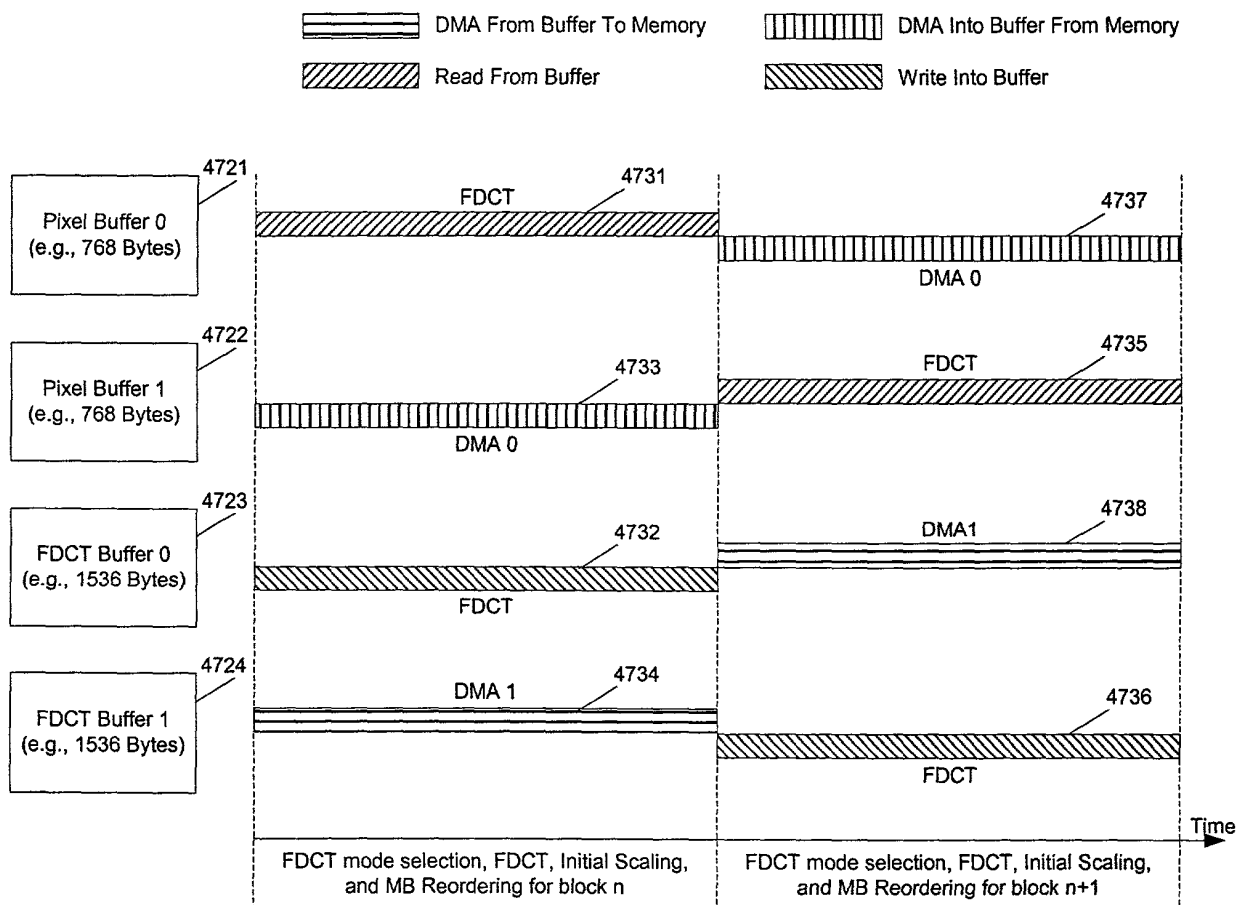 DMA From Buffer To Memory
DMA Into Buffer From Memory
Read From Buffer
Write Into Buffer
4721
Pixel Buffer 0
(e.g., 768 Bytes)
FDCT
4731
4737
DMA 0
4722
Pixel Buffer 1
(e.g., 768 Bytes)
4733
DMA 0
FDCT
4735
4723
FDCT Buffer 0
(e.g., 1536 Bytes)
4732
FDCT
DMA1
4738
4724
FDCT Buffer 1
(e.g., 1536 Bytes)
DMA 1
4734
4736
FDCT
Time
FDCT mode selection, FDCT, Initial Scaling,
and MB Reordering for block n
FDCT mode selection, FDCT, Initial Scaling,
and MB Reordering for block n+1